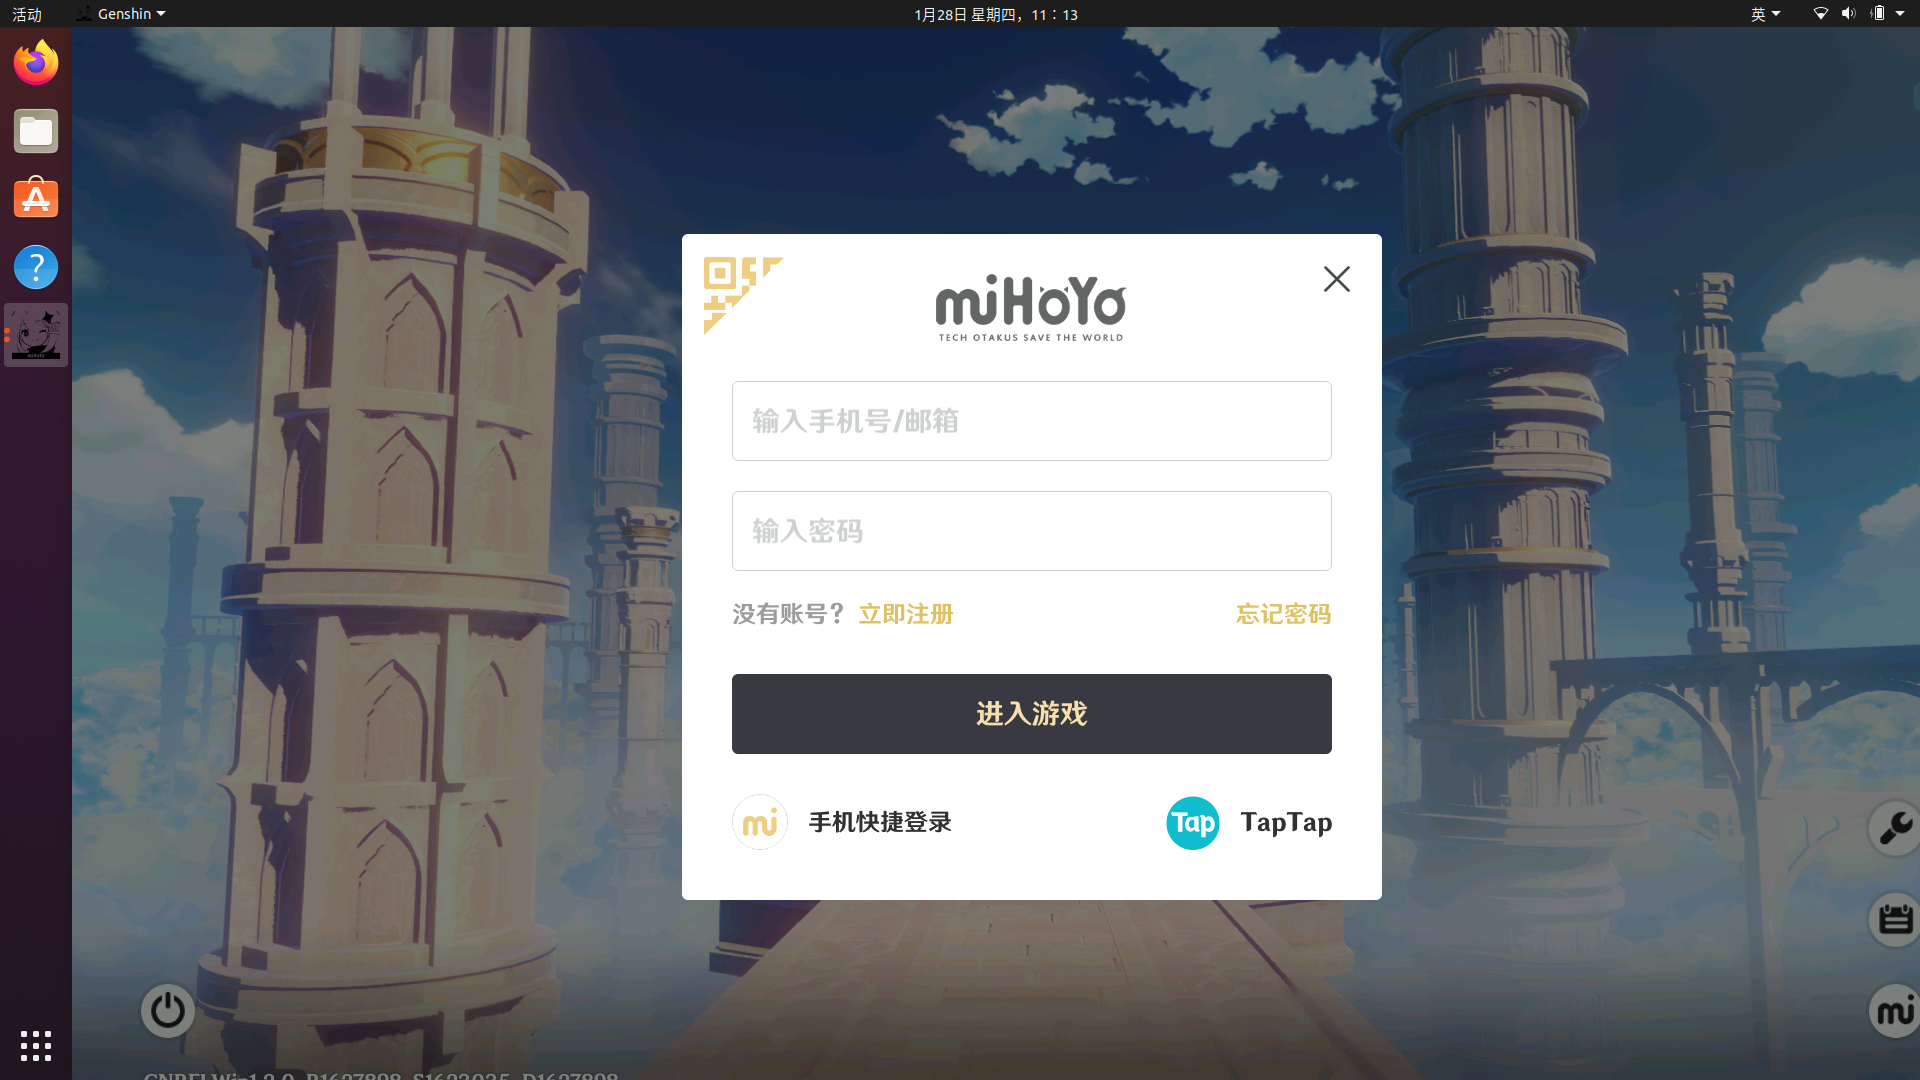 活动
Genshin
1月28日 星期四，11：13
英
miHoYo
TECH OTAKUS SAVE THE WORLD
输入手机号/邮箱
输入密码
没有账号？ 立即注册
忘记密码
进入游戏
mi 手机快捷登录
Tap TapTap
mi